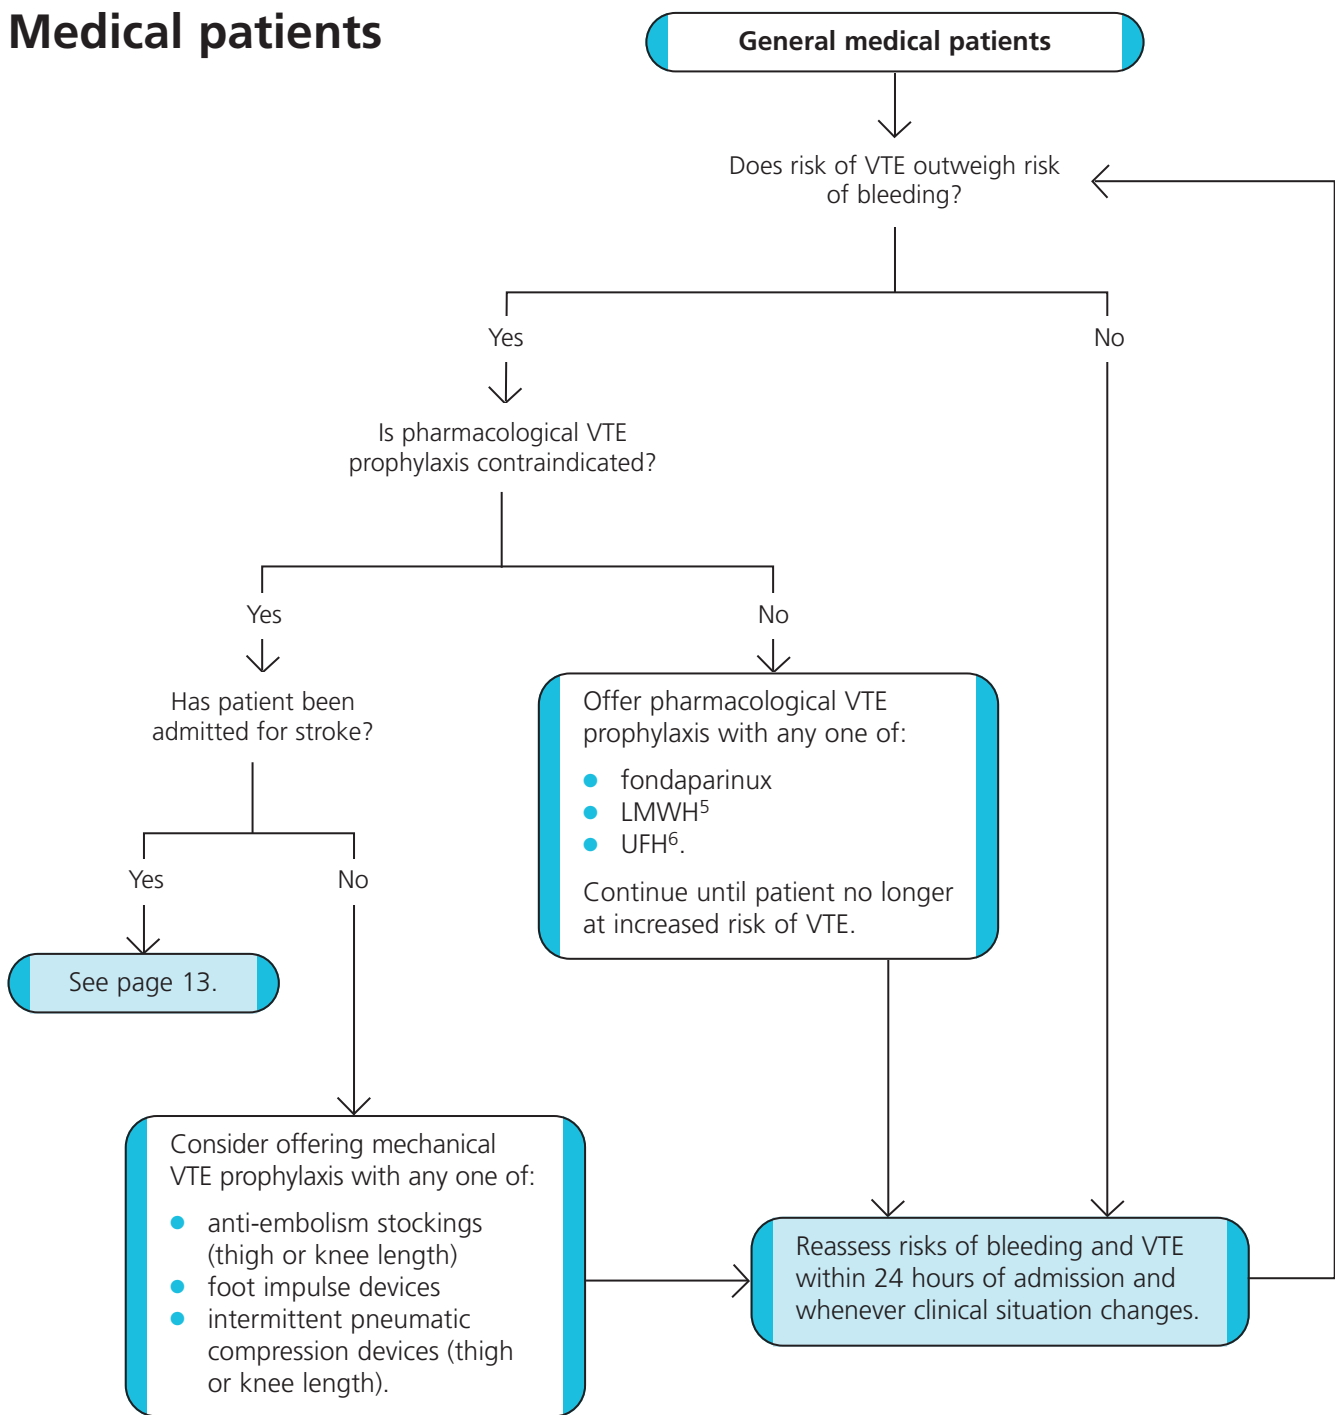 Medical patients
General medical patients
Does risk of VTE outweigh risk
of bleeding?
Yes
No
Is pharmacological VTE
prophylaxis contraindicated?
Yes
No
Has patient been
admitted for stroke?
Offer pharmacological VTE
prophylaxis with any one of:
● fondaparinux
● LMWH⁵
● UFH⁶.
Continue until patient no longer
at increased risk of VTE.
Yes
No
See page 13.
Consider offering mechanical
VTE prophylaxis with any one of:
● anti-embolism stockings
(thigh or knee length)
● foot impulse devices
● intermittent pneumatic
compression devices (thigh
or knee length).
Reassess risks of bleeding and VTE
within 24 hours of admission and
whenever clinical situation changes.